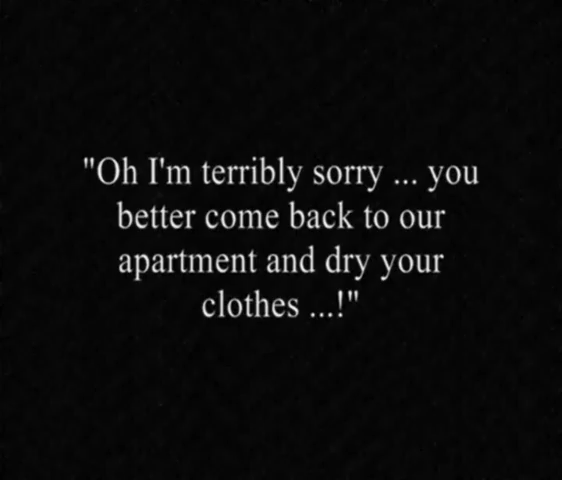 "Oh I'm terribly sorry ... you
better come back to our
apartment and dry your
clothes ...!"